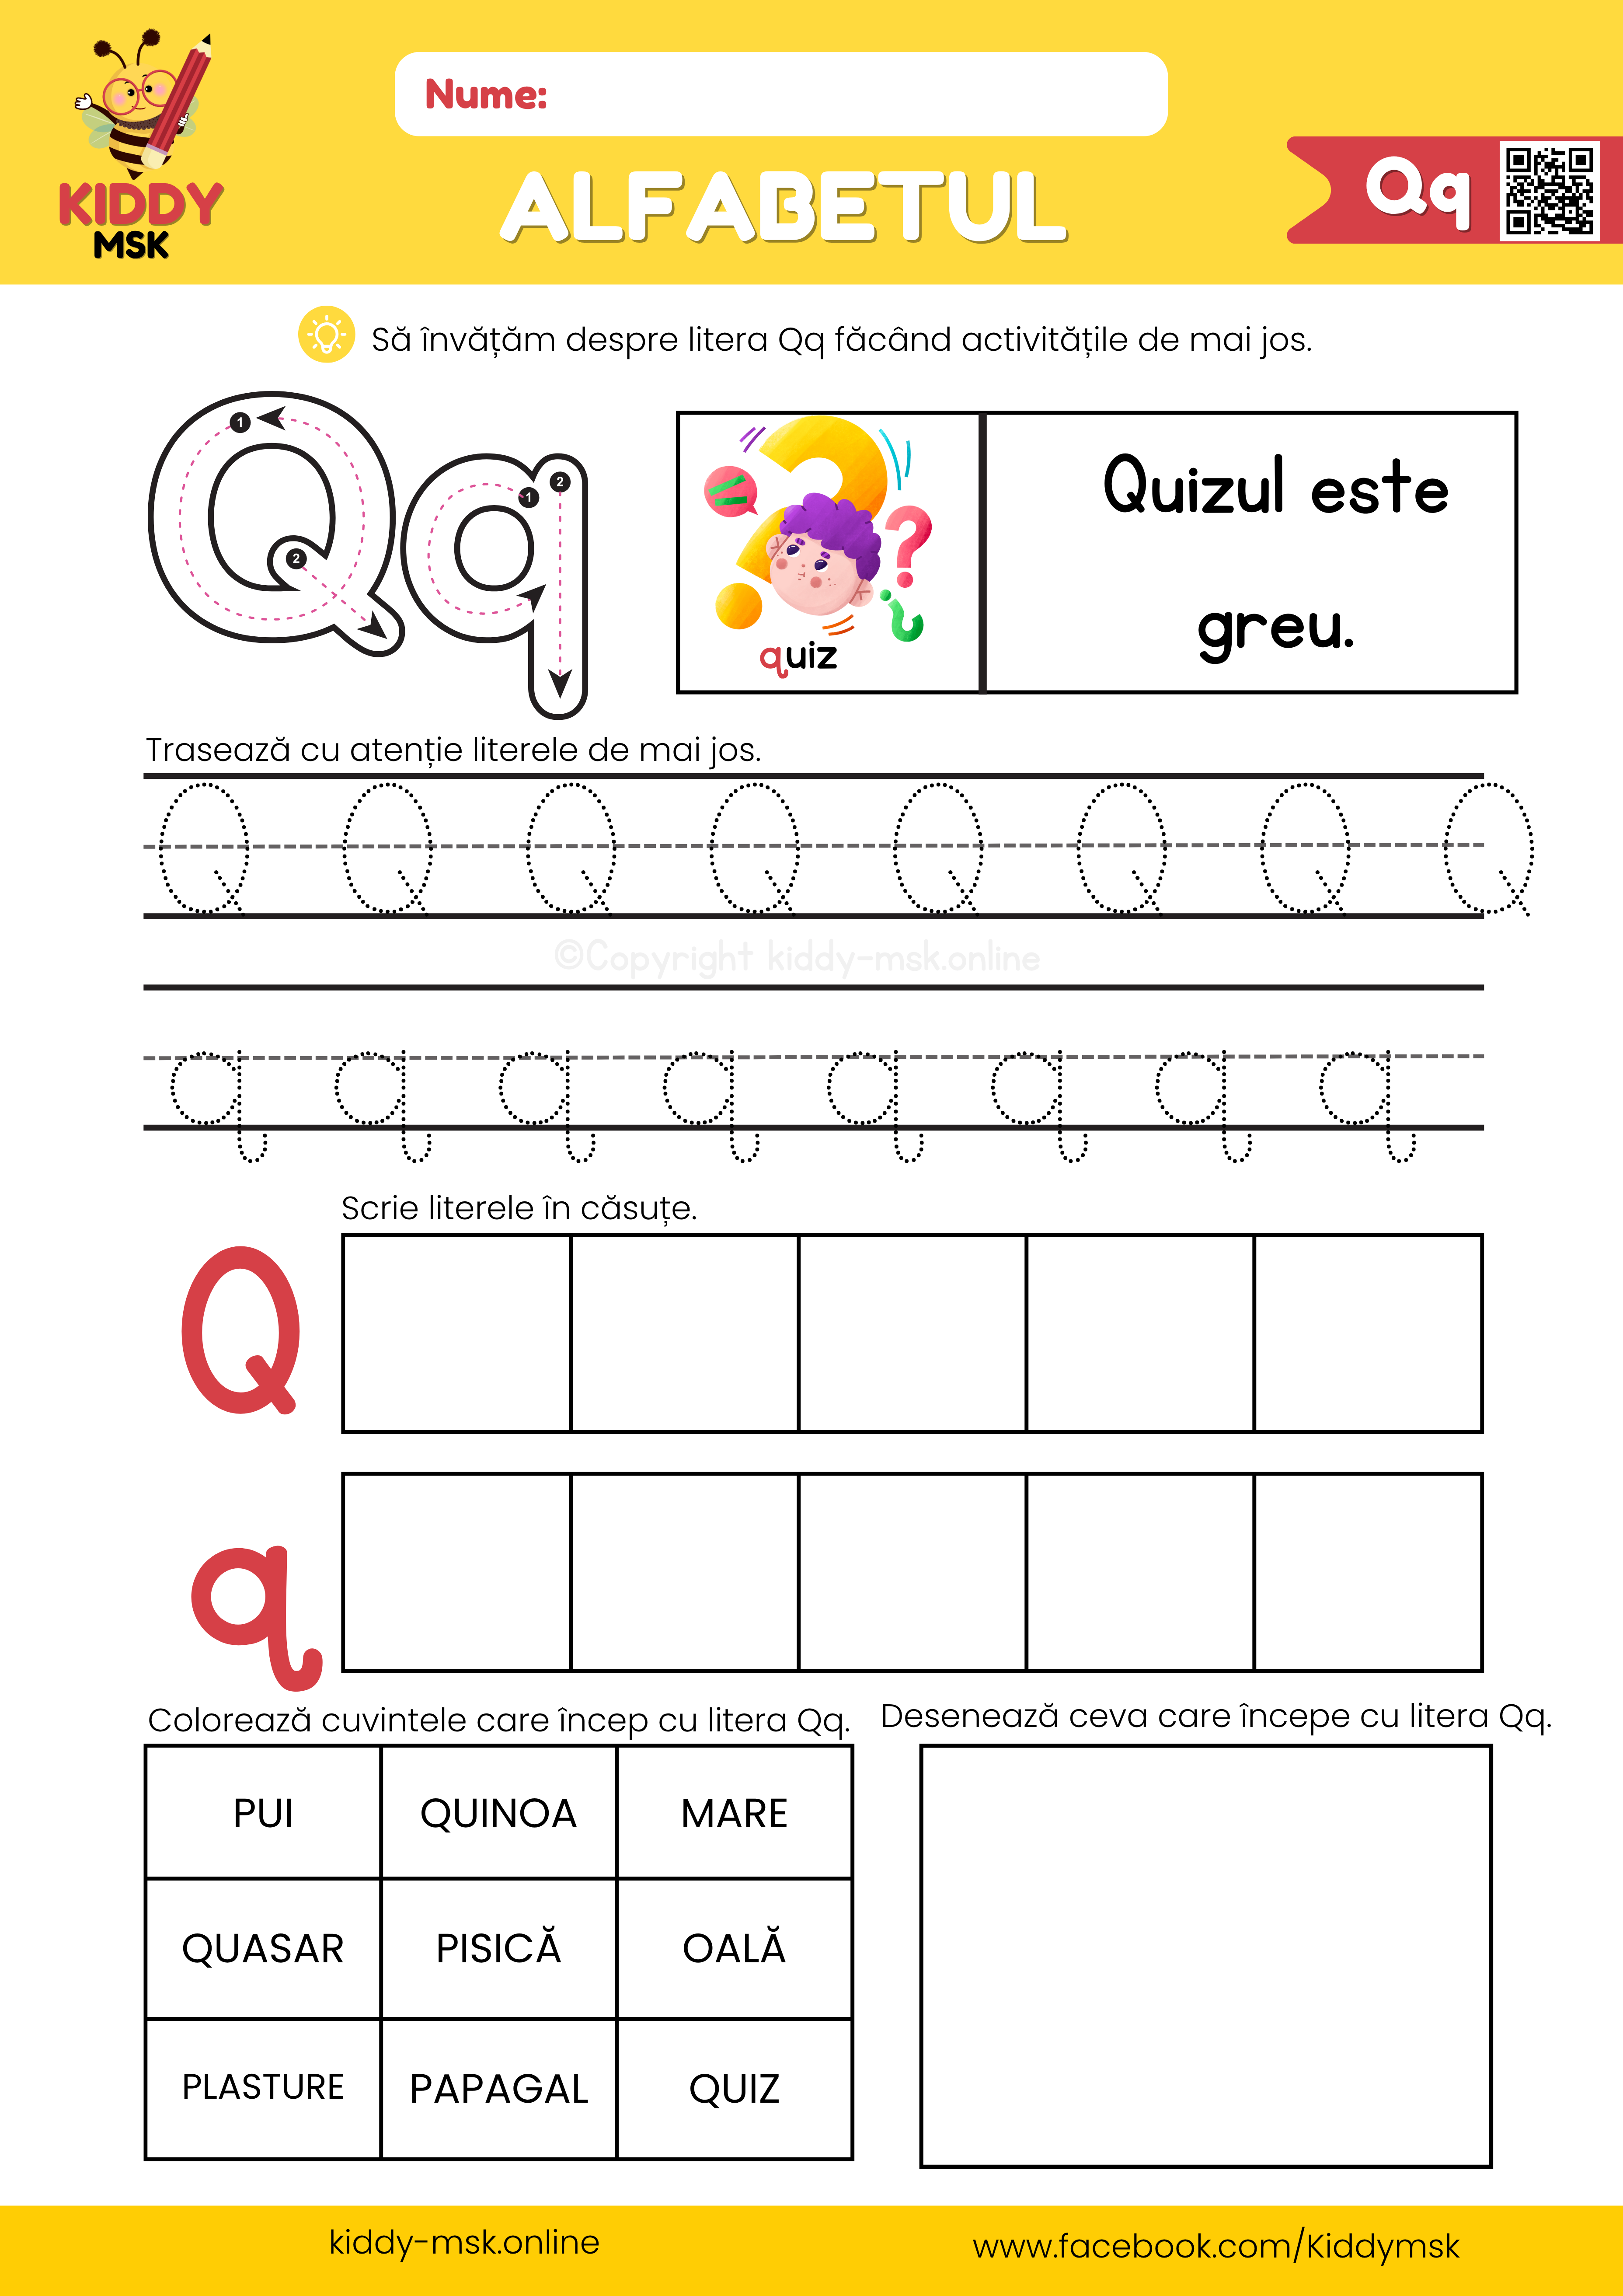 KIDDY
MSK
Nume:
ALFABETUL
Qq
Să învățăm despre litera Qq făcând activitățile de mai jos.
1
2
1
2
Qq
quiz
Quizul este
greu.
Trasează cu atenție literele de mai jos.
Q Q Q Q Q Q Q Q
©Copyright kiddy-msk.online
q q q q q q q q
Scrie literele în căsuțe.
Q
q
Colorează cuvintele care încep cu litera Qq.
Desenează ceva care începe cu litera Qq.
PUI QUINOA MARE
QUASAR PISICĂ OALĂ
PLASTURE PAPAGAL QUIZ
kiddy-msk.online
www.facebook.com/Kiddymsk